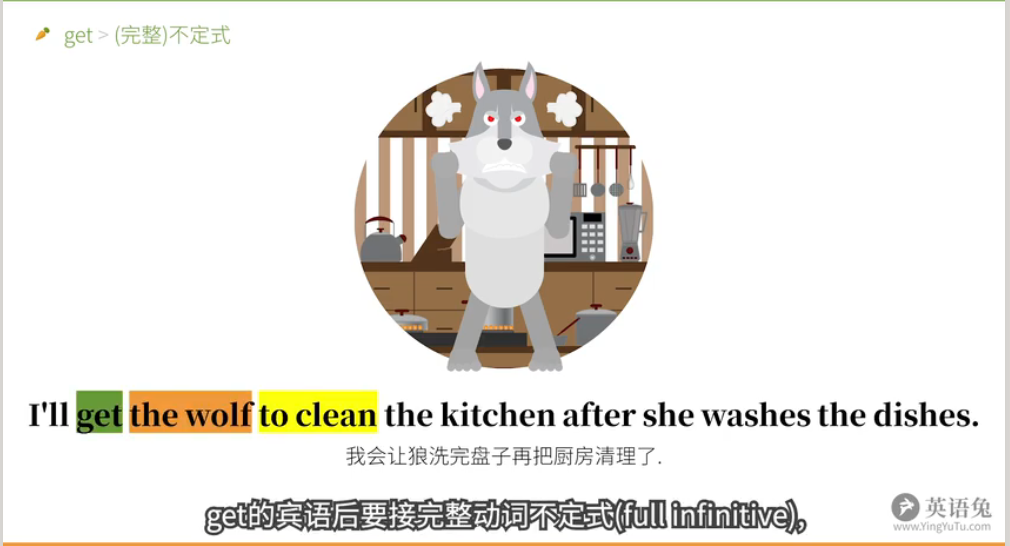 get > (完整)不定式
I'll get the wolf to clean the kitchen after she washes the dishes.
我会让狼洗完盘子再把厨房清理了.
get的宾语后要接完整动词不定式(full infinitive),
英语兔
www.YingYuTu.com